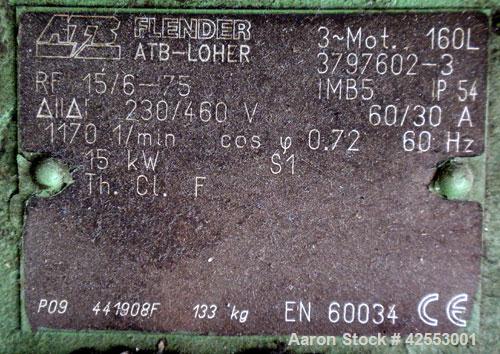 ATB FLENDER
ATB-LOHER
3~Mot. 160L
3797602-3
RF 15/6-75 IMB5 IP 54
Δ||Δ 230/460 V 60/30 A
1170 1/min cos φ 0.72 60 Hz
15 kW S1
Th. Cl. F
P09 441908F 133 kg EN 60034 CE
Aaron Stock # 42553001